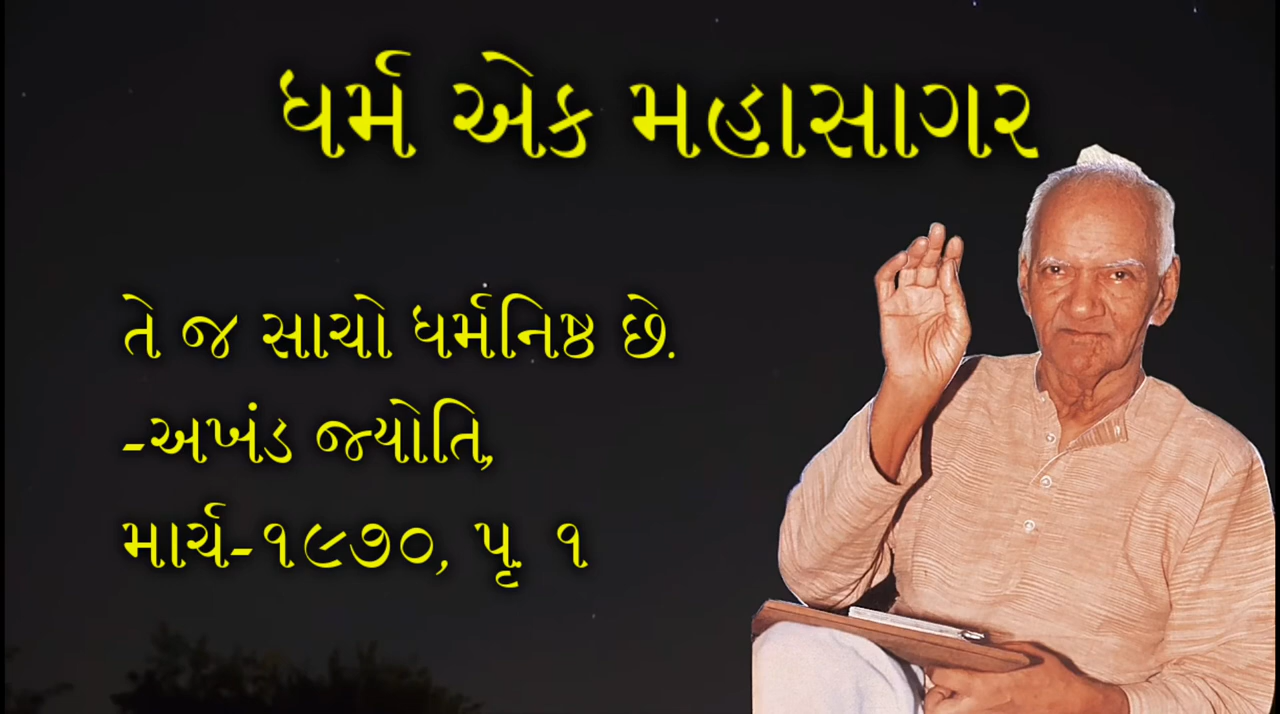 ધર્મ એક મહાસાગર
તે જ સાચો ધર્મનિષ્ઠ છે.
-અખંડ જ્યોતિ,
માર્ચ-૧૯૭૦, પૃ. ૧